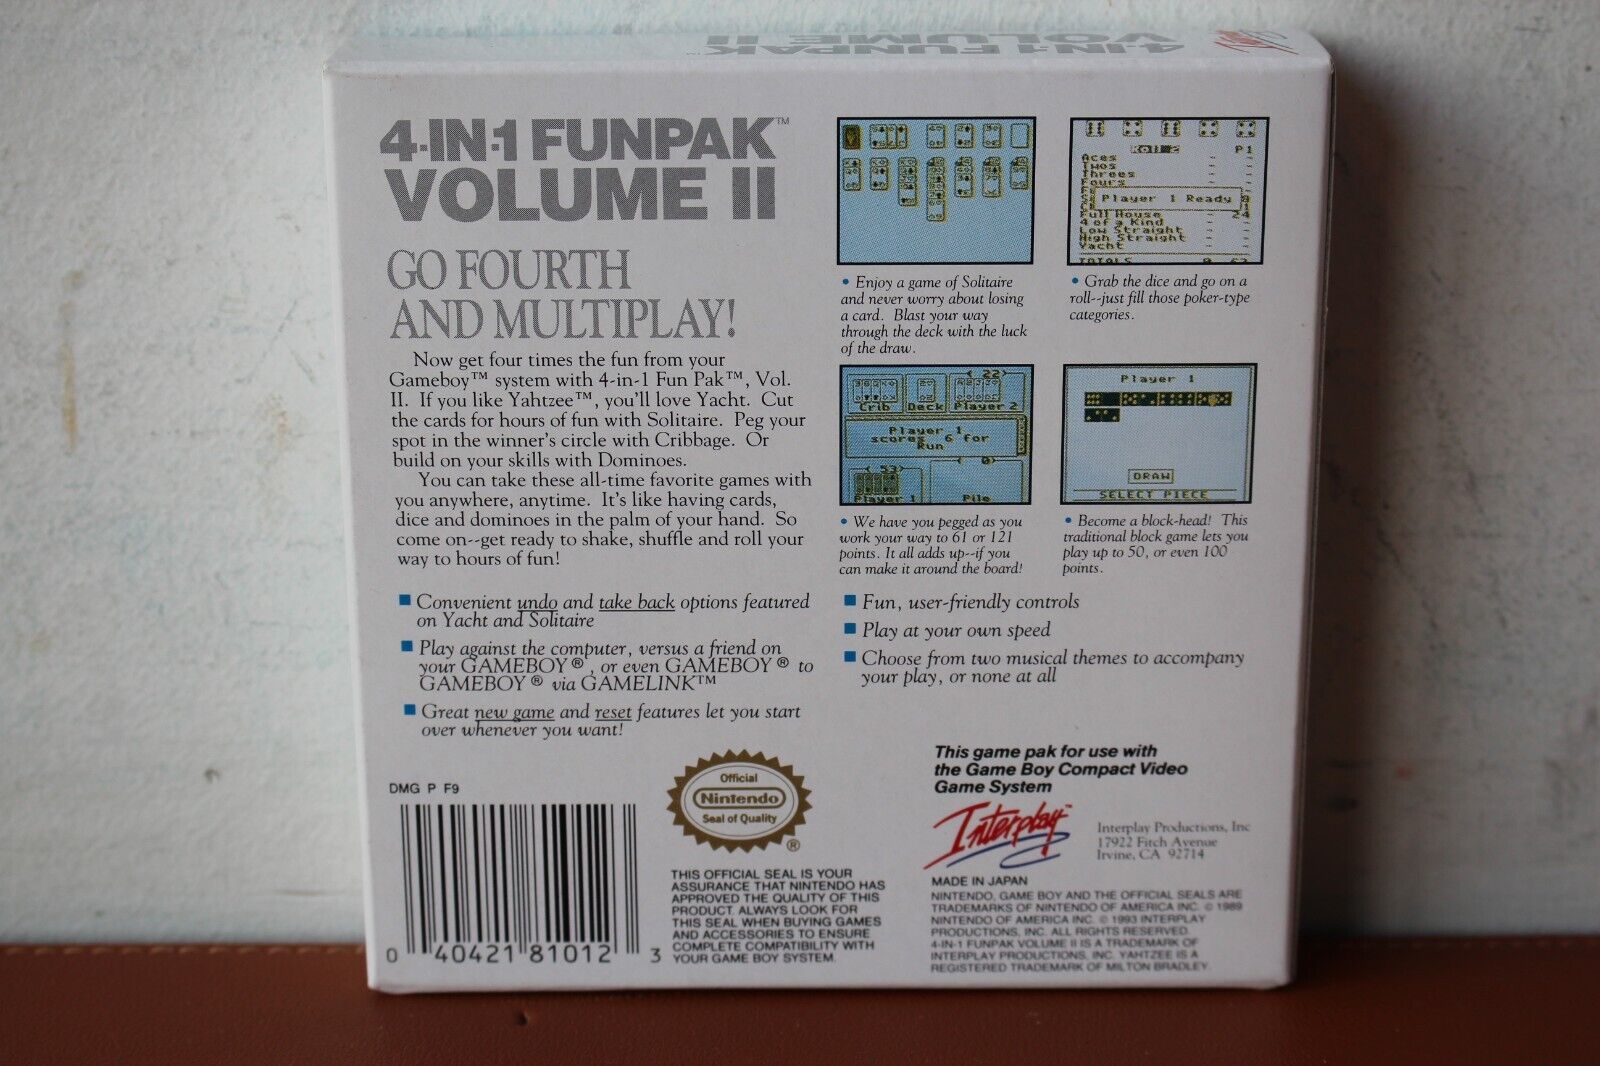 4-IN-1 FUNPAK
VOLUME II
4-IN-1 FUNPAK™
VOLUME II
GO FOURTH
AND MULTIPLAY!
Now get four times the fun from your
Gameboy™ system with 4-in-1 Fun Pak™, Vol.
II. If you like Yahtzee™, you'll love Yacht. Cut
the cards for hours of fun with Solitaire. Peg your
spot in the winner's circle with Cribbage. Or
build on your skills with Dominoes.
You can take these all-time favorite games with
you anywhere, anytime. It's like having cards,
dice and dominoes in the palm of your hand. So
come on--get ready to shake, shuffle and roll your
way to hours of fun!
Convenient undo and take back options featured
on Yacht and Solitaire
Play against the computer, versus a friend on
your GAMEBOY®, or even GAMEBOY® to
GAMEBOY® via GAMELINK™
Great new game and reset features let you start
over whenever you want!
• Enjoy a game of Solitaire
and never worry about losing
a card. Blast your way
through the deck with the luck
of the draw.
Roll 2 P1
Aces
Twos
Threes
Fours
Player 1 Ready
Full House 24
4 of a Kind
Low Straight
High Straight
Yacht
TOTALS 0 62
• Grab the dice and go on a
roll--just fill those poker-type
categories.
< 22>
Crib Deck Player 2
Player 1
scores 6 for
Run
< 53> < 0>
Player 1 Pile
• We have you pegged as you
work your way to 61 or 121
points. It all adds up--if you
can make it around the board!
Player 1
DRAW
SELECT PIECE
• Become a block-head! This
traditional block game lets you
play up to 50, or even 100
points.
Fun, user-friendly controls
Play at your own speed
Choose from two musical themes to accompany
your play, or none at all
DMG P F9
0 40421 81012 3
Official
Nintendo
Seal of Quality
®
THIS OFFICIAL SEAL IS YOUR
ASSURANCE THAT NINTENDO HAS
APPROVED THE QUALITY OF THIS
PRODUCT. ALWAYS LOOK FOR
THIS SEAL WHEN BUYING GAMES
AND ACCESSORIES TO ENSURE
COMPLETE COMPATIBILITY WITH
YOUR GAME BOY SYSTEM.
This game pak for use with
the Game Boy Compact Video
Game System
Interplay™
Interplay Productions, Inc
17922 Fitch Avenue
Irvine, CA 92714
MADE IN JAPAN
NINTENDO, GAME BOY AND THE OFFICIAL SEALS ARE
TRADEMARKS OF NINTENDO OF AMERICA INC. © 1989
NINTENDO OF AMERICA INC. © 1993 INTERPLAY
PRODUCTIONS, INC. ALL RIGHTS RESERVED.
4-IN-1 FUNPAK VOLUME II IS A TRADEMARK OF
INTERPLAY PRODUCTIONS, INC. YAHTZEE IS A
REGISTERED TRADEMARK OF MILTON BRADLEY.